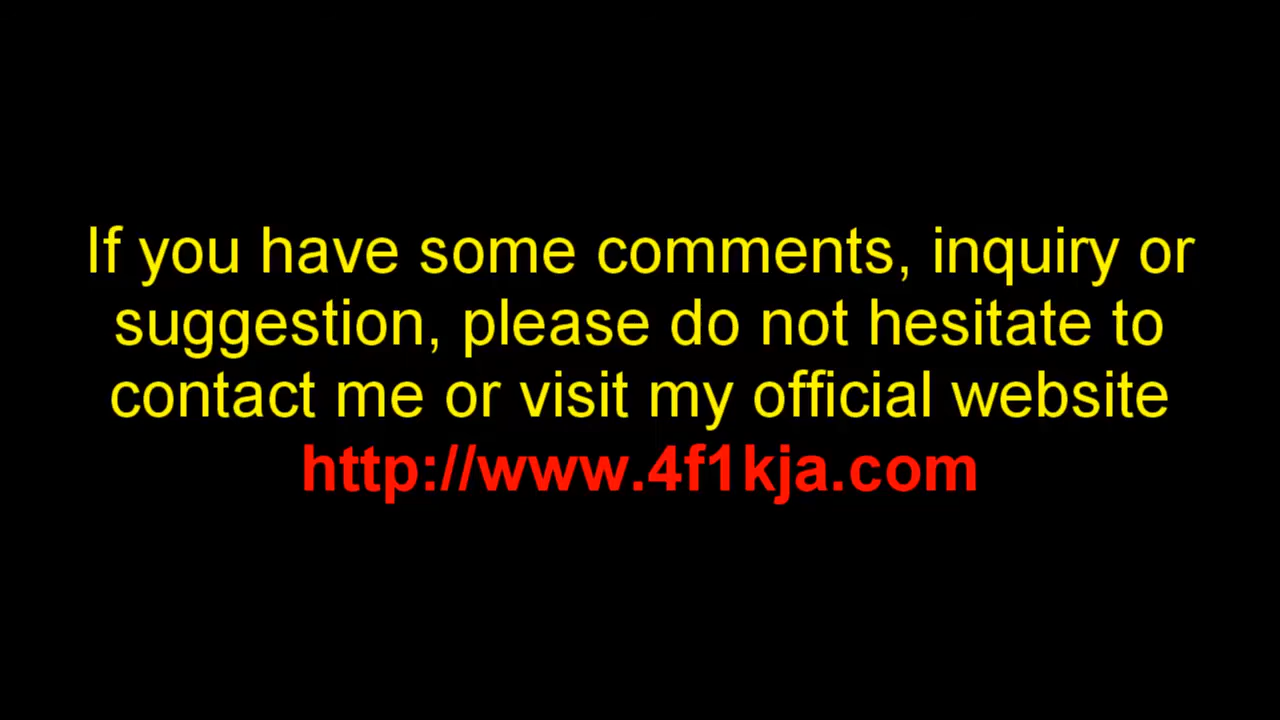 If you have some comments, inquiry or
suggestion, please do not hesitate to
contact me or visit my official website
http://www.4f1kja.com